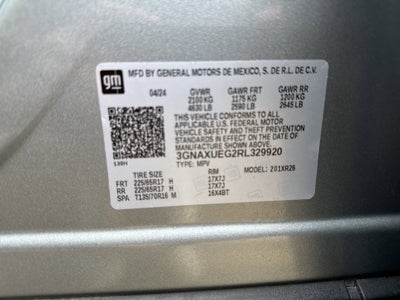 gm MFD BY GENERAL MOTORS DE MEXICO, S. DE R.L. DE C.V.
04/24 GVWR GAWR FRT GAWR RR
2100 KG 1175 KG 1200 KG
4630 LB 2590 LB 2645 LB
THIS VEHICLE CONFORMS TO ALL
APPLICABLE U.S. FEDERAL MOTOR
VEHICLE SAFETY STANDARDS IN
EFFECT ON THE DATE OF
MANUFACTURE SHOWN ABOVE.
3GNAXUEG2RL329920
TYPE: MPV
TIRE SIZE RIM MODEL: 201XR26
FRT 225/65R17 H 17X7J
RR 225/65R17 H 17X7J
SPA T135/70R16 M 16X4BT